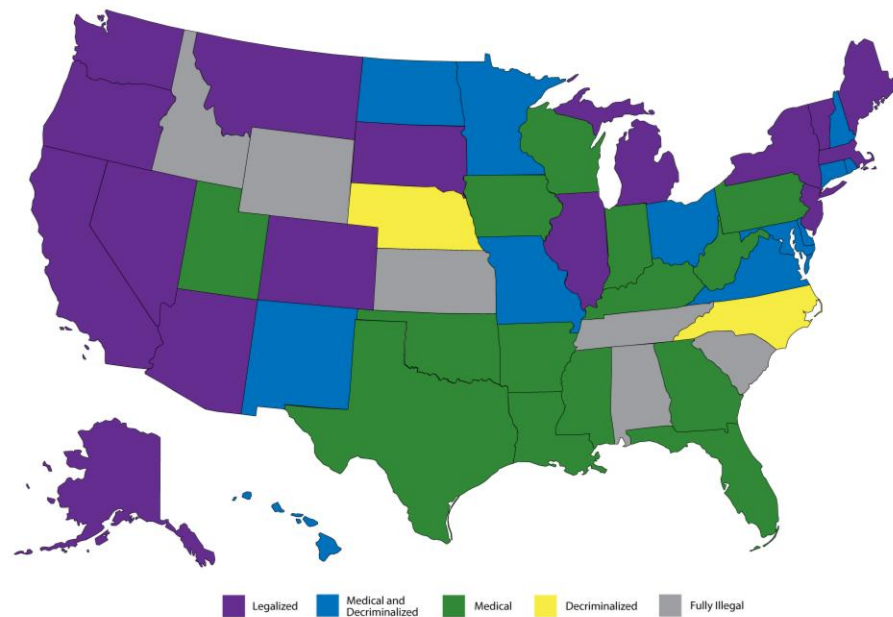 Legalized
Medical and
Decriminalized
Medical
Decriminalized
Fully Illegal